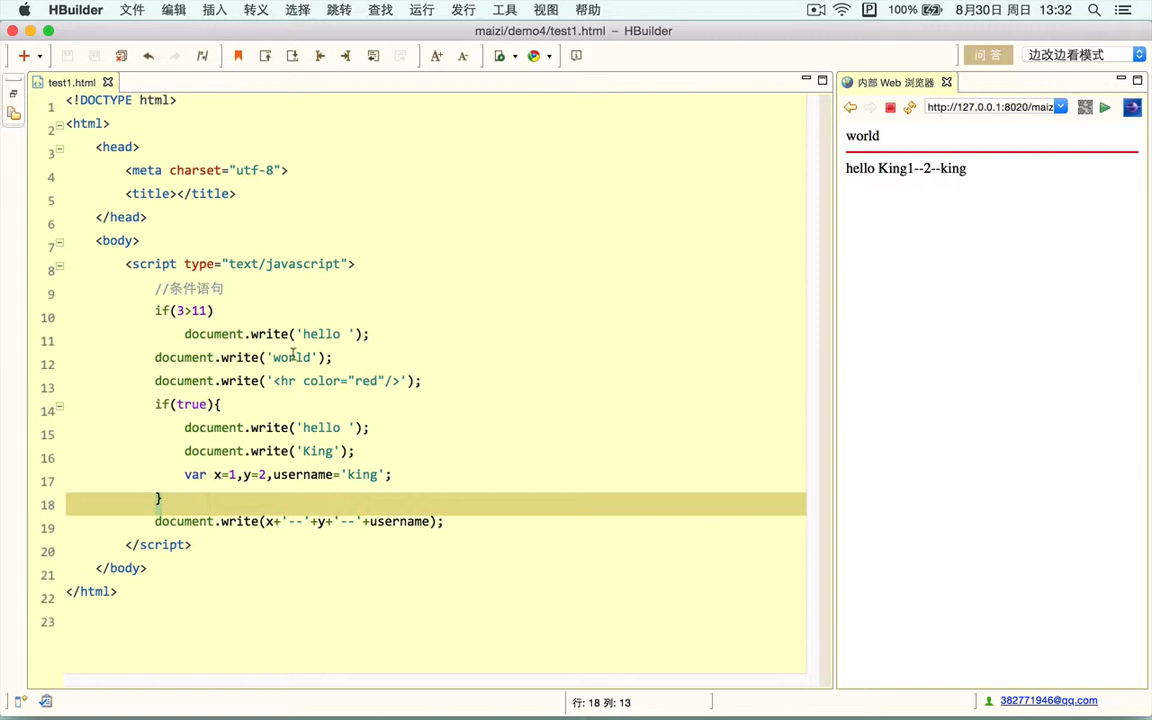 HBuilder 文件 编辑 插入 转义 选择 跳转 查找 运行 发行 工具 视图 帮助 100% 8月30日 周日 13:32
maizi/demo4/test1.html – HBuilder
问 答 边改边看模式
test1.html
内部 Web 浏览器
http://127.0.0.1:8020/maiz
1 <!DOCTYPE html>
2 <html>
3 <head>
4 <meta charset="utf-8">
5 <title></title>
6 </head>
7 <body>
8 <script type="text/javascript">
9 //条件语句
10 if(3>11)
11 document.write('hello ');
12 document.write('world');
13 document.write('<hr color="red"/>');
14 if(true){
15 document.write('hello ');
16 document.write('King');
17 var x=1,y=2,username='king';
18 }
19 document.write(x+'--'+y+'--'+username);
20 </script>
21 </body>
22 </html>
23
world
hello King1--2--king
行: 18 列: 13
382771946@qq.com